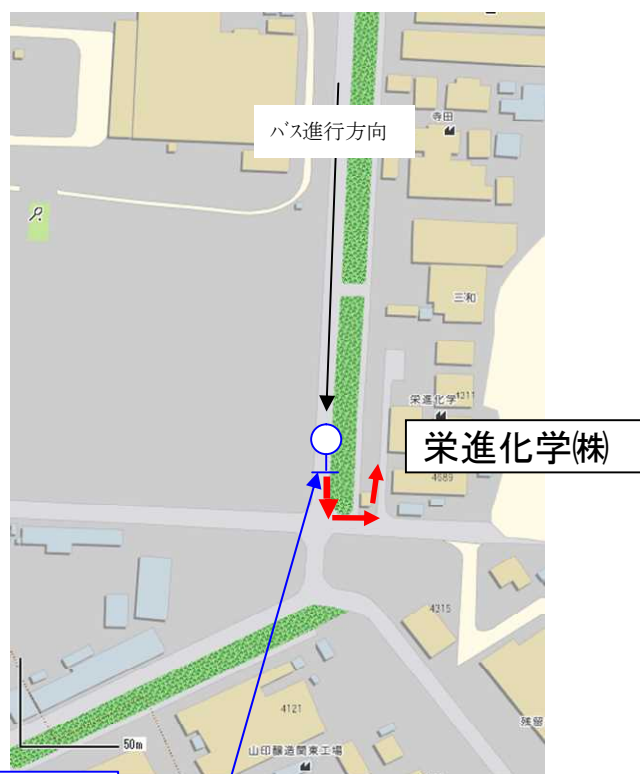 バス進行方向
寺田
三和
4211
栄進化学
栄進化学㈱
4689
4315
4121
50m
山印醸造関東工場
残留